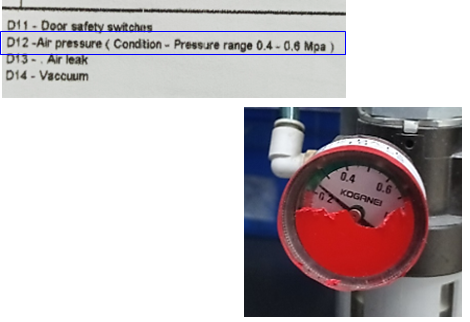 D11 - Door safety switches
D12 -Air pressure ( Condition - Pressure range 0.4 - 0.6 Mpa )
D13 - . Air leak
D14 - Vaccuum
0.4
0.6
0.2
KOGANEI